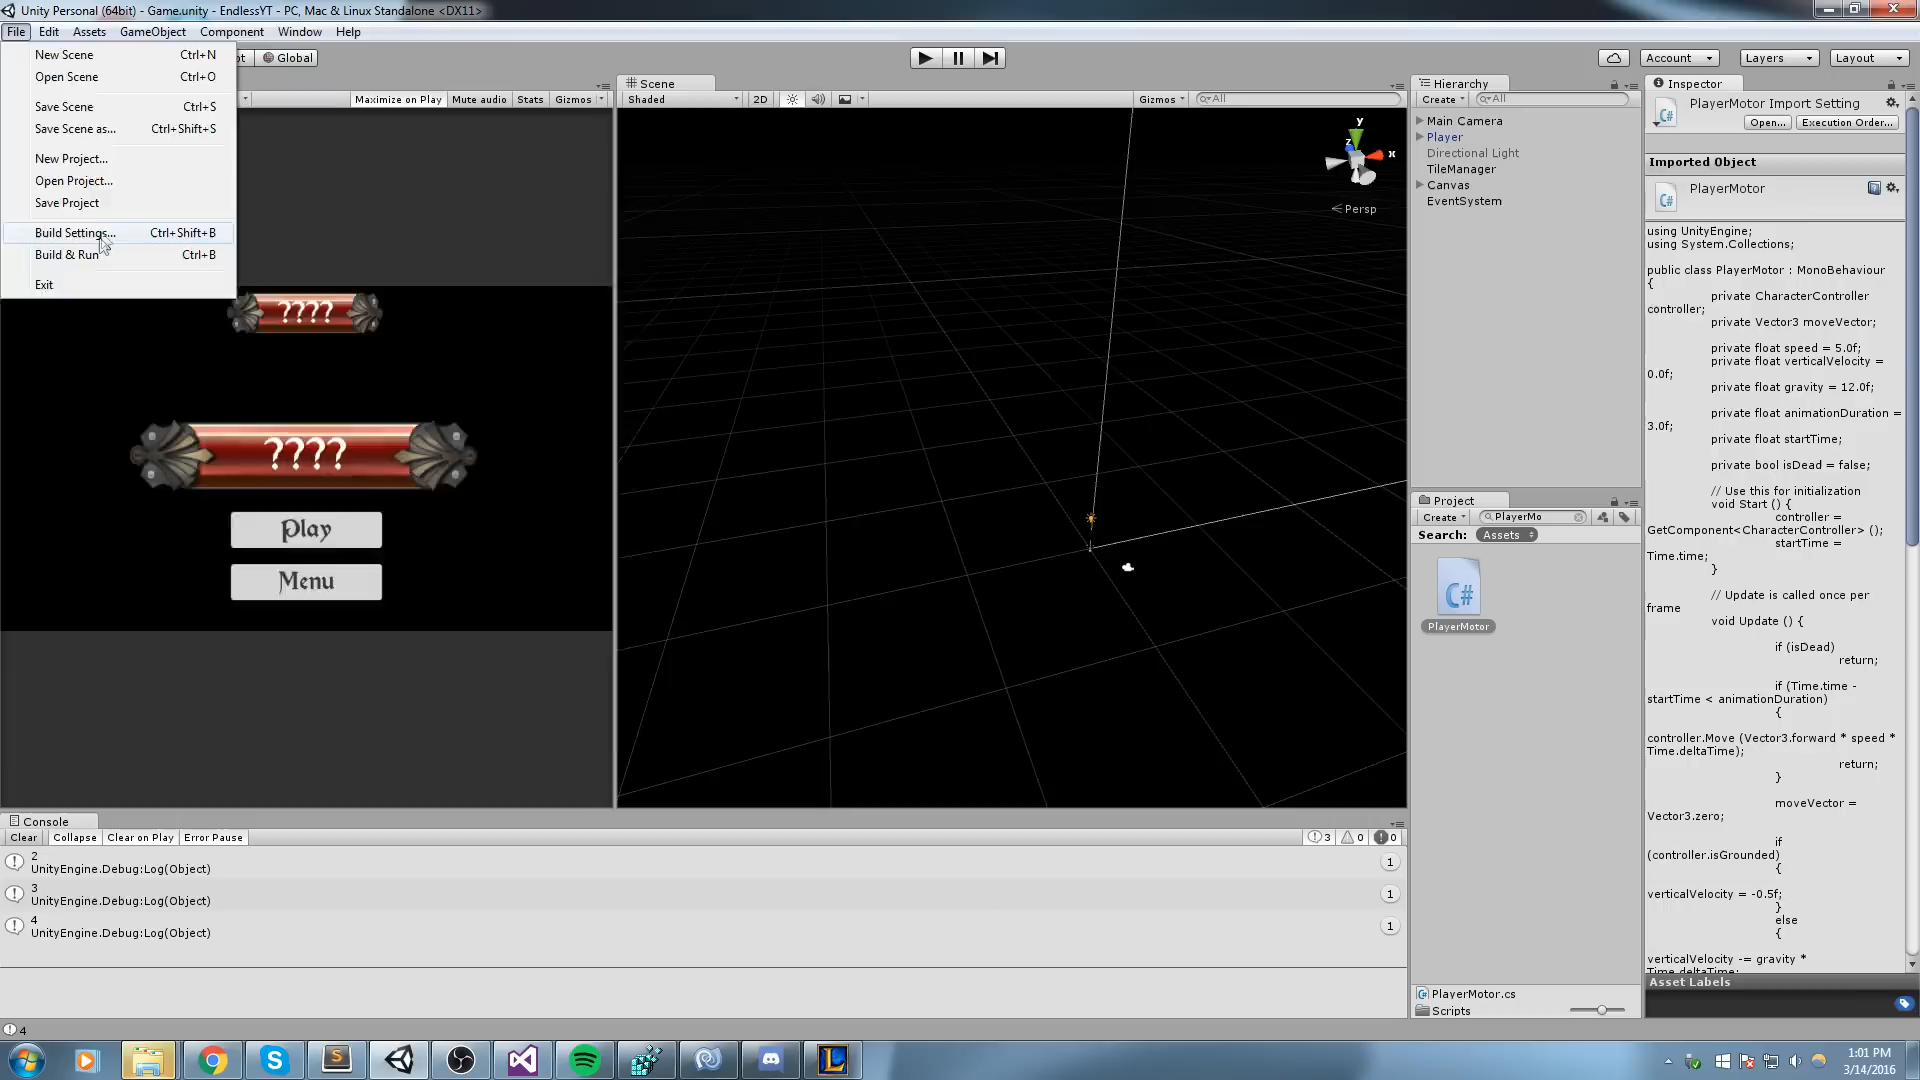 Unity Personal (64bit) - Game.unity - EndlessYT - PC, Mac & Linux Standalone <DX11>
File Edit Assets GameObject Component Window Help
New Scene Ctrl+N
Open Scene Ctrl+O
Save Scene Ctrl+S
Save Scene as... Ctrl+Shift+S
New Project...
Open Project...
Save Project
Build Settings... Ctrl+Shift+B
Build & Run Ctrl+B
Exit
Global
Account Layers Layout
Maximize on Play Mute audio Stats Gizmos
????
????
Play
Menu
Scene
Shaded 2D Gizmos All
y
z
x
Persp
Hierarchy
Create All
Main Camera
Player
Directional Light
TileManager
Canvas
EventSystem
Project
Create PlayerMo
Search: Assets
C#
PlayerMotor
PlayerMotor.cs
Scripts
Inspector
PlayerMotor Import Setting
Open... Execution Order...
Imported Object
PlayerMotor
using UnityEngine;
using System.Collections;
public class PlayerMotor : MonoBehaviour
{
private CharacterController
controller;
private Vector3 moveVector;
private float speed = 5.0f;
private float verticalVelocity =
0.0f;
private float gravity = 12.0f;
private float animationDuration =
3.0f;
private float startTime;
private bool isDead = false;
// Use this for initialization
void Start () {
controller =
GetComponent<CharacterController> ();
startTime =
Time.time;
}
// Update is called once per
frame
void Update () {
if (isDead)
return;
if (Time.time -
startTime < animationDuration)
{
controller.Move (Vector3.forward * speed *
Time.deltaTime);
return;
}
moveVector =
Vector3.zero;
if
(controller.isGrounded)
{
verticalVelocity = -0.5f;
}
else
{
verticalVelocity -= gravity *
Time.deltaTime;
Asset Labels
Console
Clear Collapse Clear on Play Error Pause 3 0 0
2
UnityEngine.Debug:Log(Object) 1
3
UnityEngine.Debug:Log(Object) 1
4
UnityEngine.Debug:Log(Object) 1
4
1:01 PM
3/14/2016